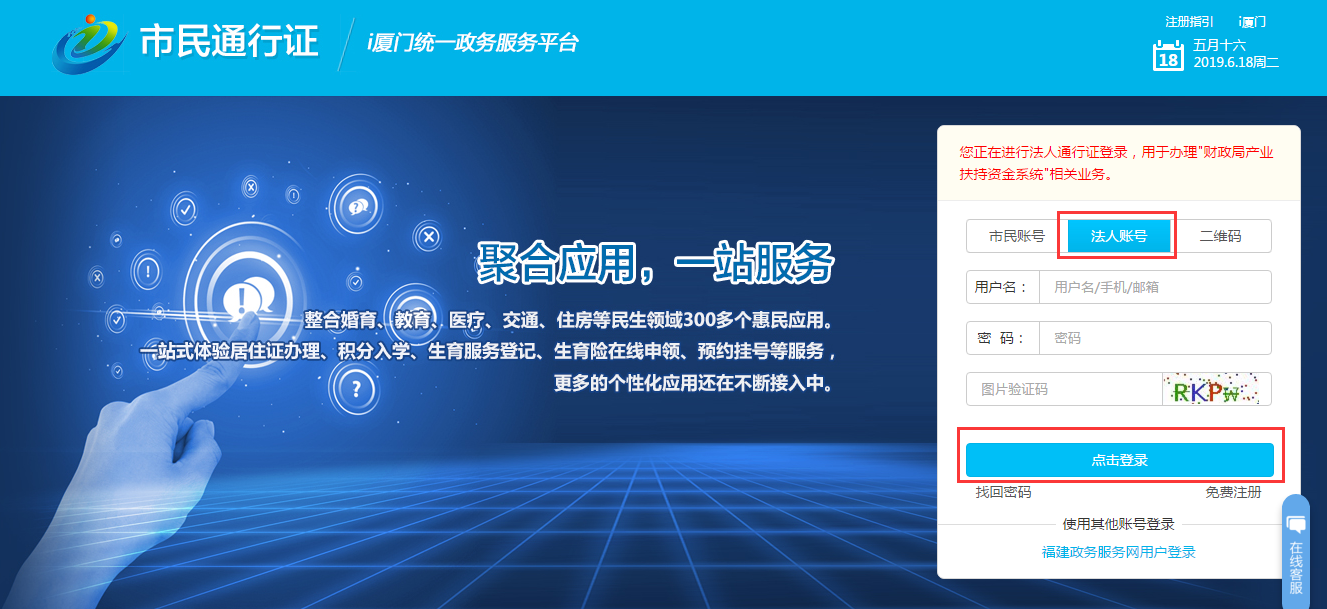 市民通行证
i厦门统一政务服务平台
注册指引 i厦门
18
五月十六
2019.6.18周二
您正在进行法人通行证登录，用于办理"财政局产业
扶持资金系统"相关业务。
市民账号 法人账号 二维码
用户名： 用户名/手机/邮箱
密 码： 密码
图片验证码 RKPW
点击登录
找回密码 免费注册
使用其他账号登录
福建政务服务网用户登录
聚合应用，一站服务
整合婚育、教育、医疗、交通、住房等民生领域300多个惠民应用。
一站式体验居住证办理、积分入学、生育服务登记、生育险在线申领、预约挂号等服务，
更多的个性化应用还在不断接入中。
在线客服